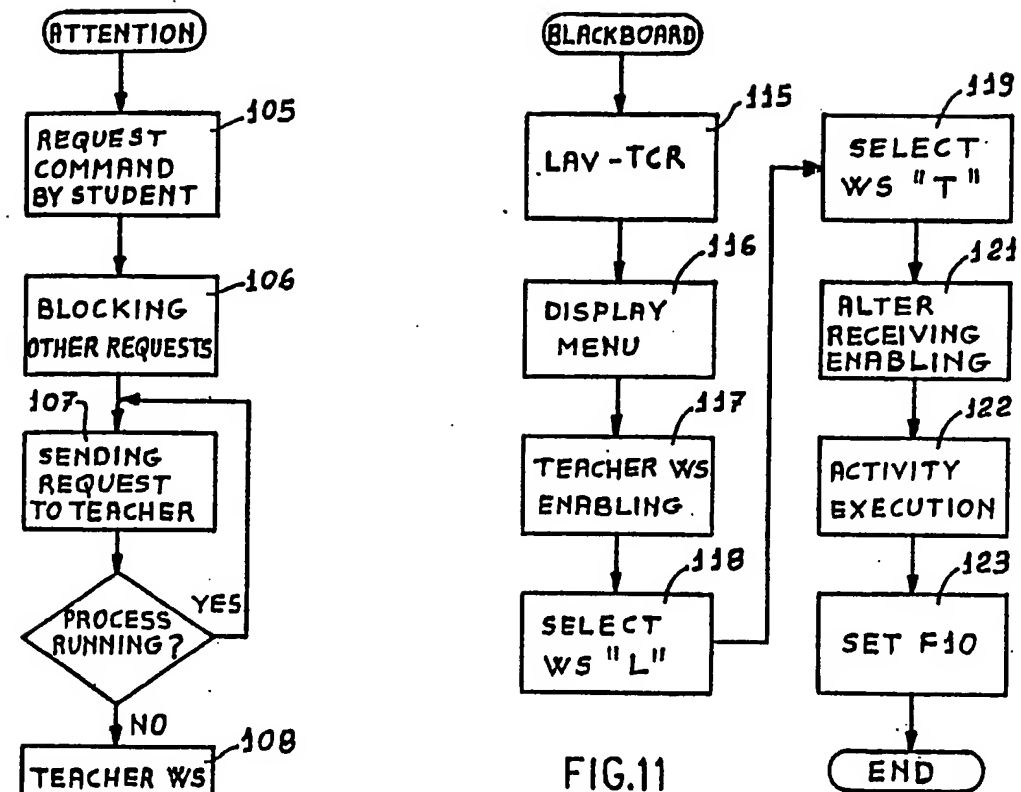 ATTENTION
105
REQUEST
COMMAND
BY STUDENT
106
BLOCKING
OTHER REQUESTS
107
SENDING
REQUEST
TO TEACHER
PROCESS
RUNNING?
YES
NO
108
TEACHER WS
BLACKBOARD
115
LAV-TCR
116
DISPLAY
MENU
117
TEACHER WS
ENABLING
118
SELECT
WS "L"
FIG.11
119
SELECT
WS "T"
121
ALTER
RECEIVING
ENABLING
122
ACTIVITY
EXECUTION
123
SET F10
END